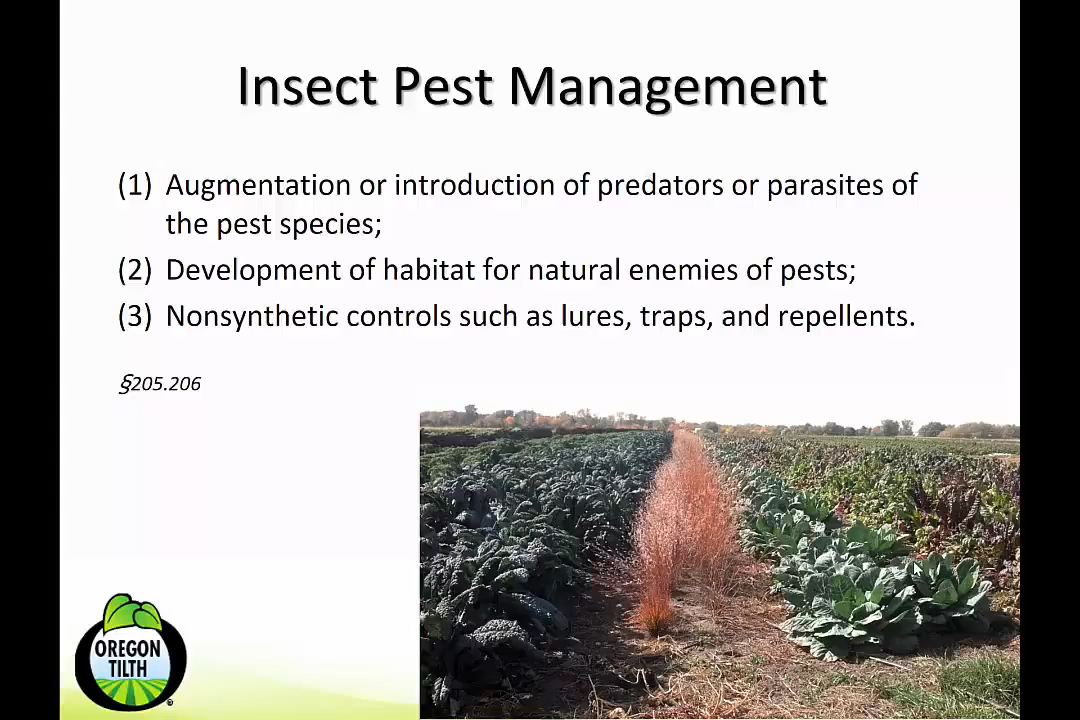 Insect Pest Management
(1) Augmentation or introduction of predators or parasites of
the pest species;
(2) Development of habitat for natural enemies of pests;
(3) Nonsynthetic controls such as lures, traps, and repellents.
§205.206
OREGON
TILTH
®